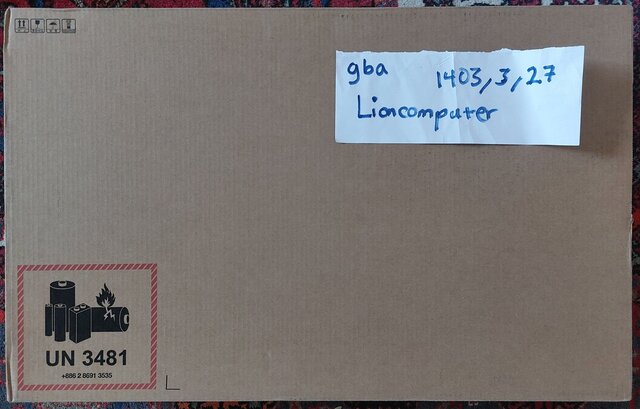 gba 1403,3,27
Lioncomputer
UN 3481
+886 2 8691 3535